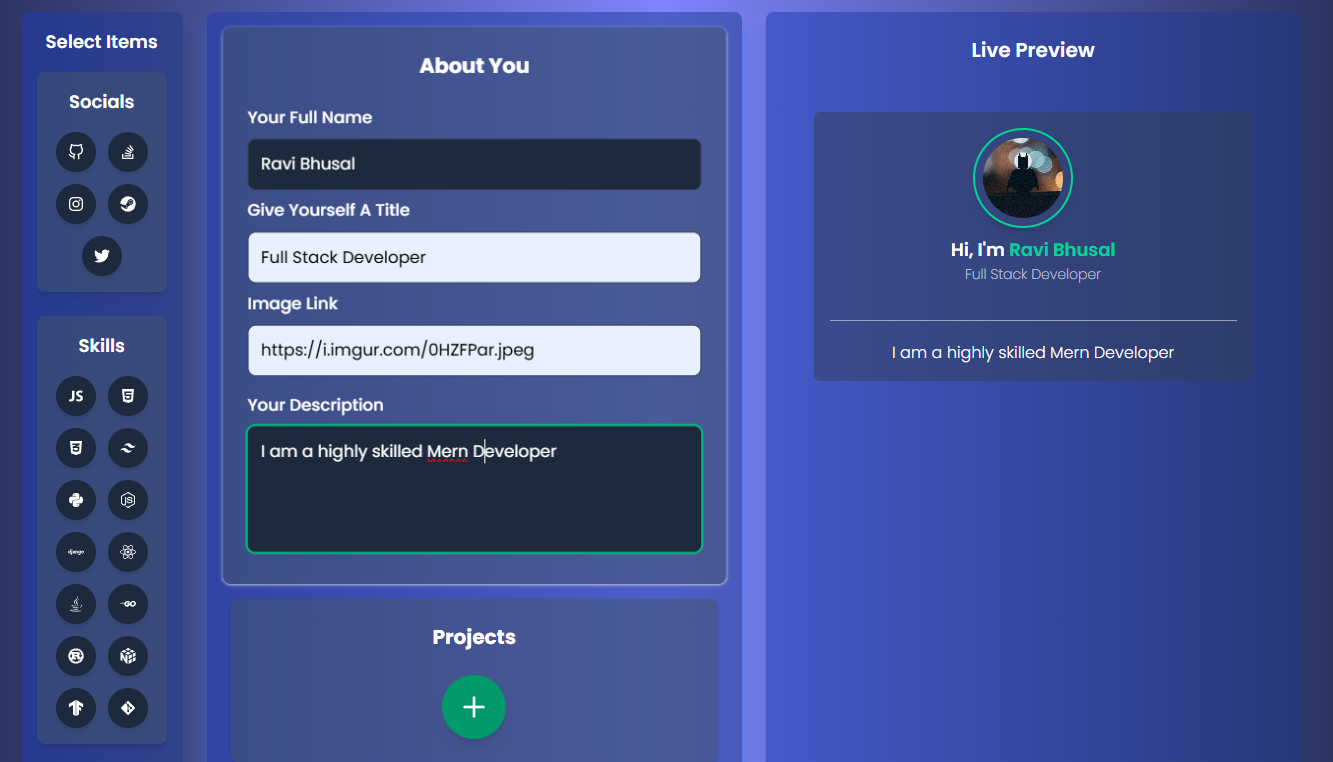 Select Items
Socials
Skills
JS
django
GO
About You
Your Full Name
Ravi Bhusal
Give Yourself A Title
Full Stack Developer
Image Link
https://i.imgur.com/0HZFPar.jpeg
Your Description
I am a highly skilled Mern Developer
Projects
Live Preview
Hi, I'm Ravi Bhusal
Full Stack Developer
I am a highly skilled Mern Developer